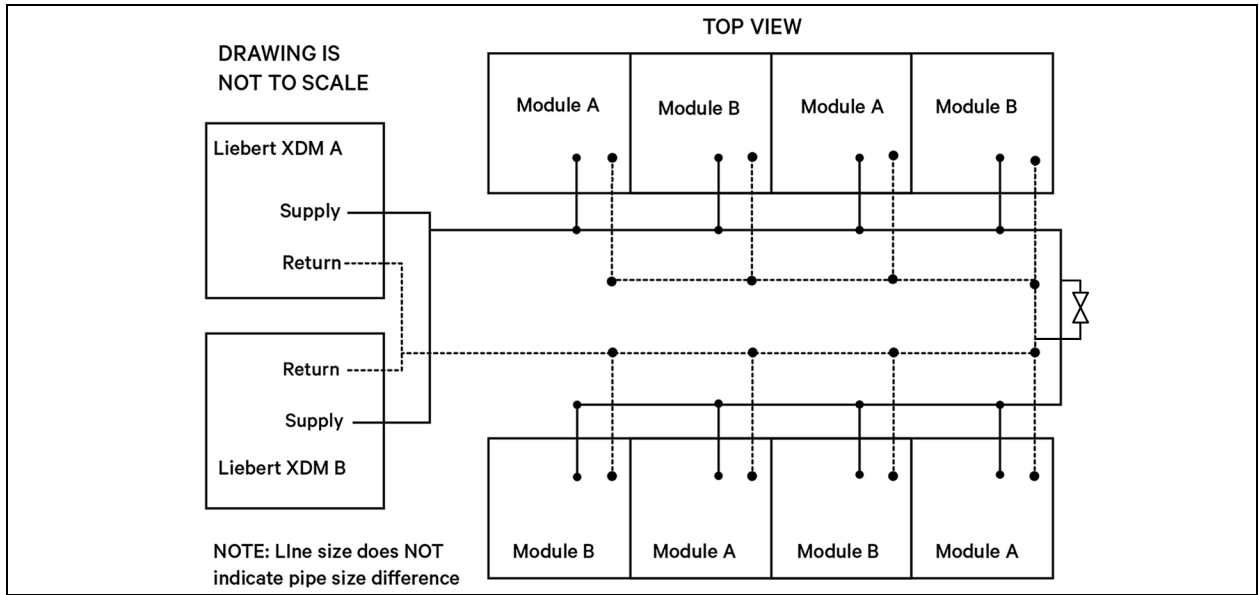 TOP VIEW
DRAWING IS
NOT TO SCALE
Module A
Module B
Module A
Module B
Liebert XDM A
Supply
Return
Return
Supply
Liebert XDM B
NOTE: LIne size does NOT
indicate pipe size difference
Module B
Module A
Module B
Module A